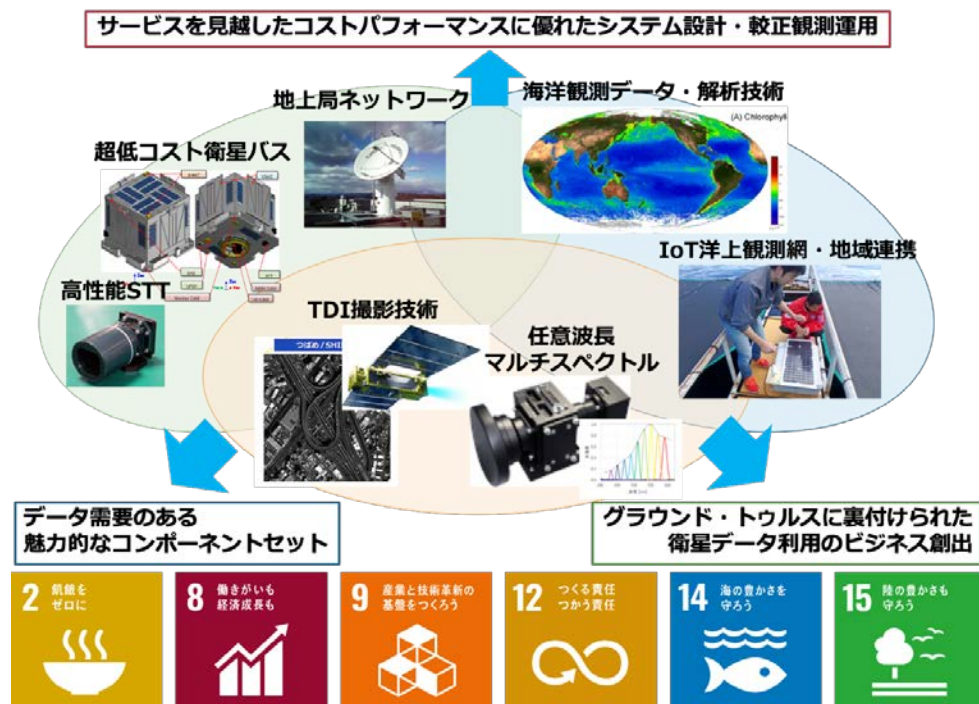 サービスを見越したコストパフォーマンスに優れたシステム設計・較正観測運用
地上局ネットワーク
海洋観測データ・解析技術
(A) Chlorophyll
超低コスト衛星バス
IoT洋上観測網・地域連携
高性能STT
TDI撮影技術
つばめ/SHI
任意波長
マルチスペクトル
データ需要のある
魅力的なコンポーネントセット
グラウンド・トゥルスに裏付けられた
衛星データ利用のビジネス創出
2 飢餓を
ゼロに
8 働きがいも
経済成長も
9 産業と技術革新の
基盤をつくろう
12 つくる責任
つかう責任
14 海の豊かさを
守ろう
15 陸の豊かさも
守ろう